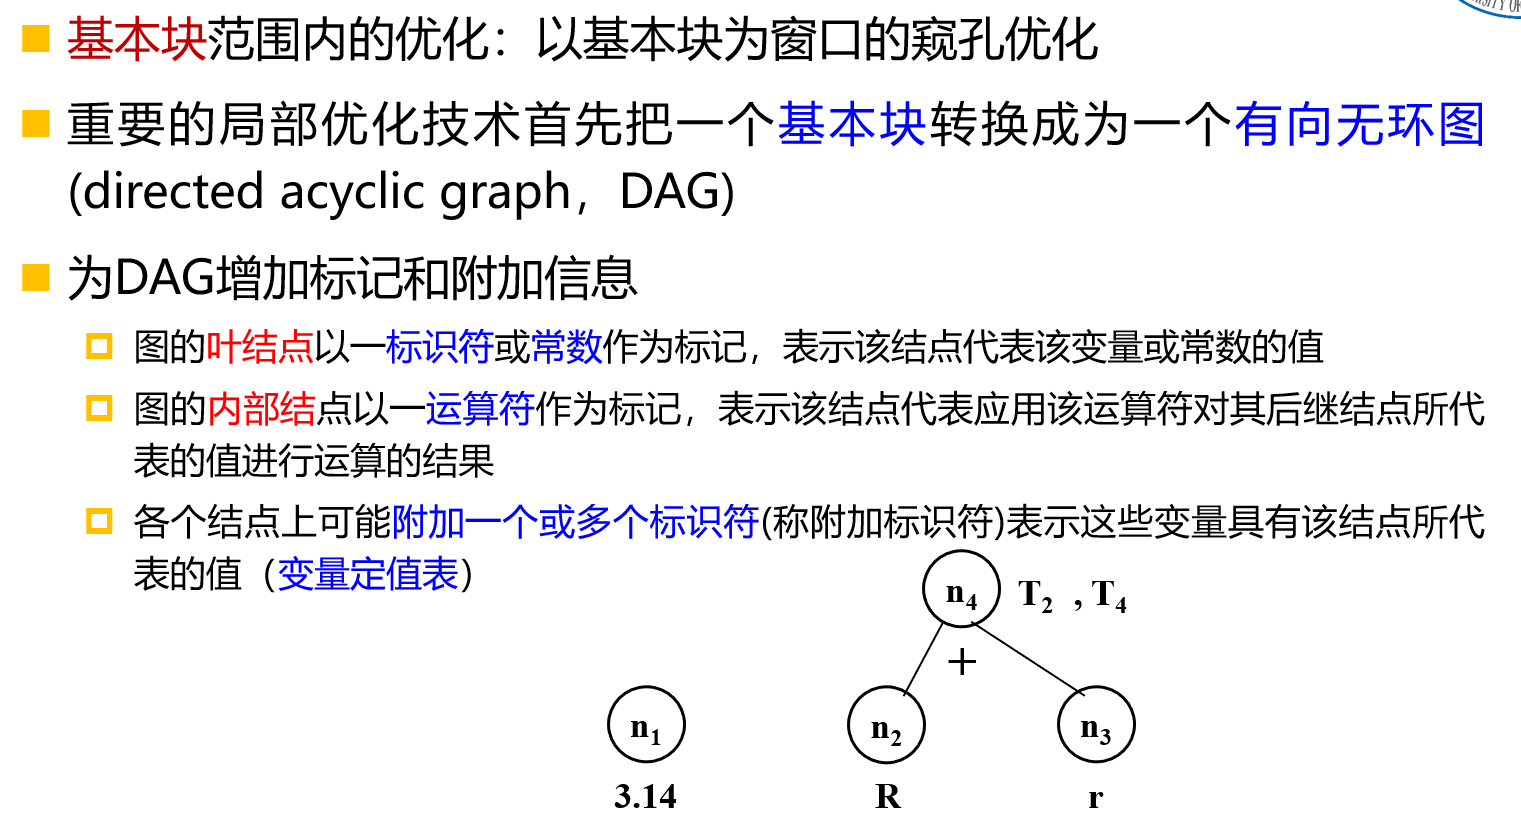 基本块范围内的优化：以基本块为窗口的窥孔优化
重要的局部优化技术首先把一个基本块转换成为一个有向无环图
(directed acyclic graph，DAG)
为DAG增加标记和附加信息
图的叶结点以一标识符或常数作为标记，表示该结点代表该变量或常数的值
图的内部结点以一运算符作为标记，表示该结点代表应用该运算符对其后继结点所代
表的值进行运算的结果
各个结点上可能附加一个或多个标识符(称附加标识符)表示这些变量具有该结点所代
表的值（变量定值表）
n₄ T₂ , T₄
+
n₁ n₂ n₃
3.14 R r